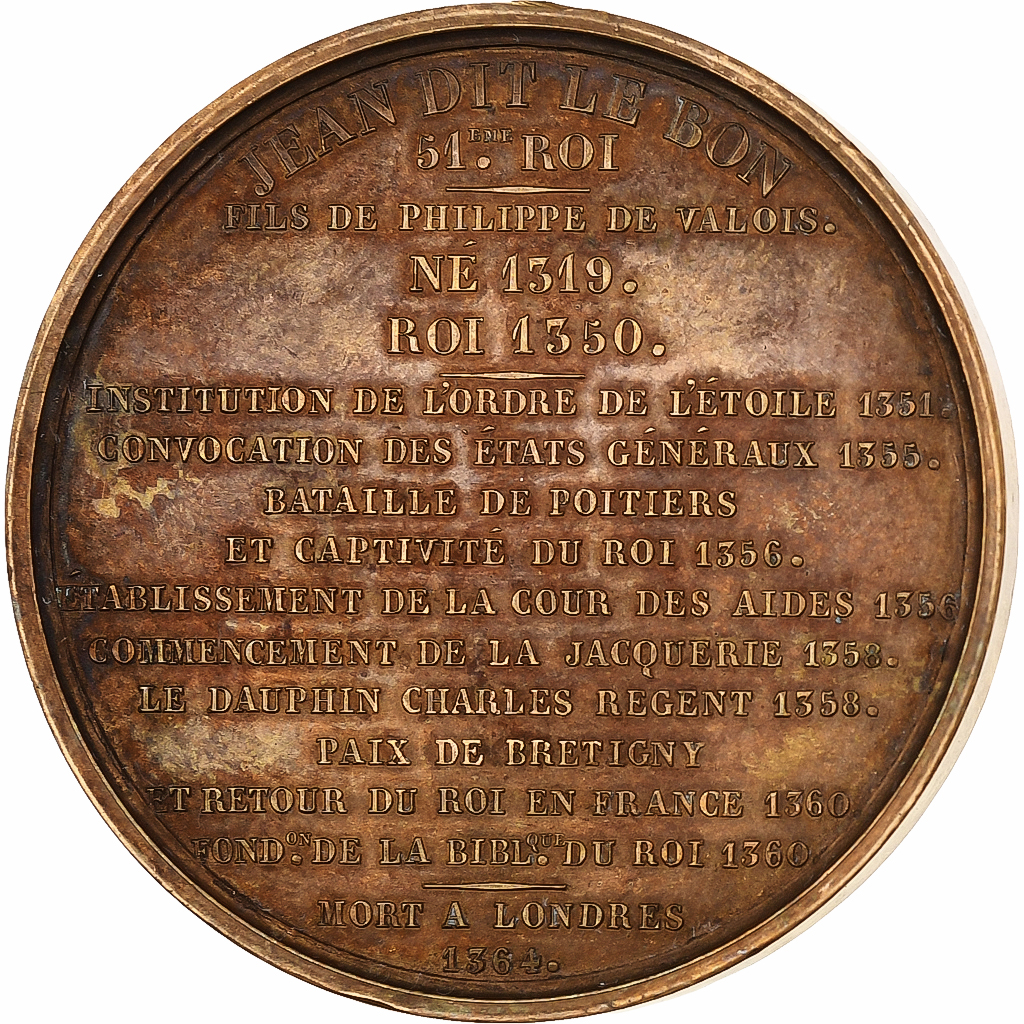 JEAN DIT LE BON
51.EME ROI
FILS DE PHILIPPE DE VALOIS.
NÉ 1319.
ROI 1350.
INSTITUTION DE L'ORDRE DE L'ÉTOILE 1351.
CONVOCATION DES ÉTATS GÉNÉRAUX 1355.
BATAILLE DE POITIERS
ET CAPTIVITÉ DU ROI 1356.
ÉTABLISSEMENT DE LA COUR DES AIDES 1356
COMMENCEMENT DE LA JACQUERIE 1358.
LE DAUPHIN CHARLES REGENT 1358.
PAIX DE BRETIGNY
ET RETOUR DU ROI EN FRANCE 1360.
FOND.ON DE LA BIBL.QUE DU ROI 1360
MORT A LONDRES
1364.